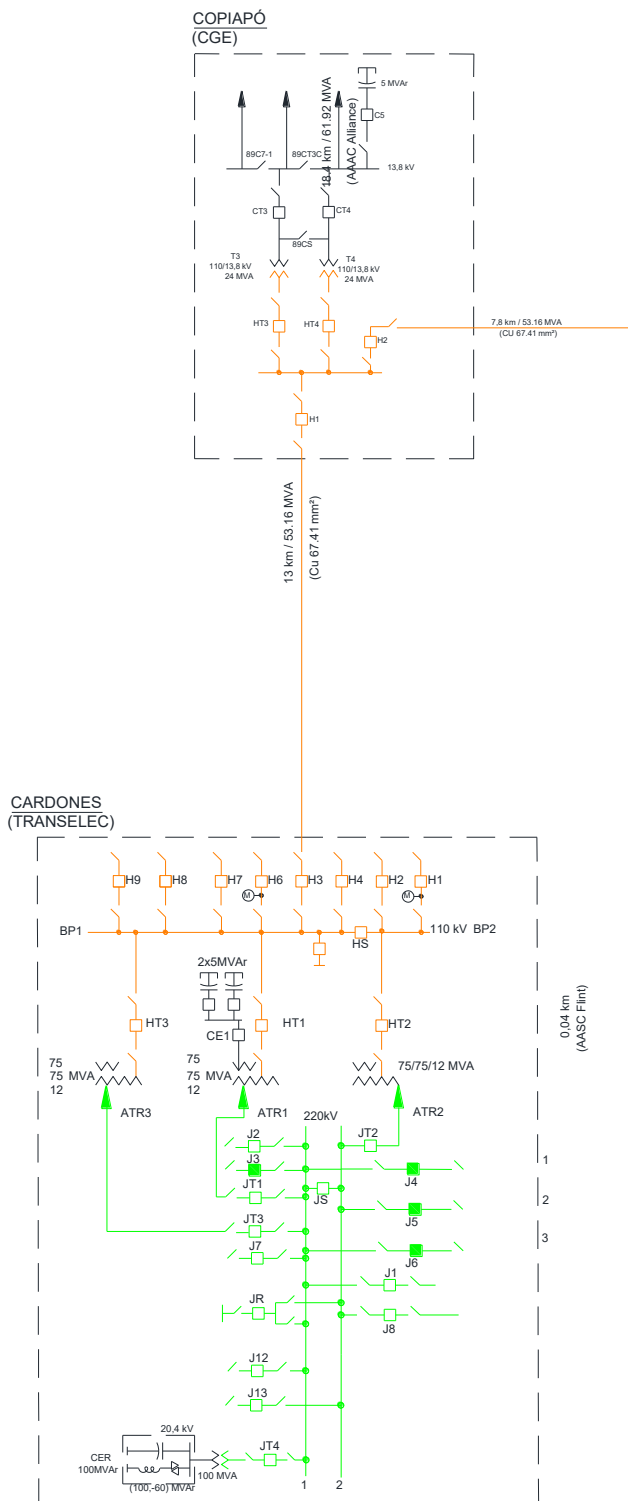 COPIAPÓ
(CGE)
5 MVAr
C5
18.4 km / 61.92 MVA
(AAAC Alliance)
89C7-1
89CT3C
13,8 kV
CT3
CT4
89CS
T3
110/13,8 kV
24 MVA
T4
110/13,8 kV
24 MVA
HT3
HT4
H2
7,8 km / 53.16 MVA
(CU 67.41 mm²)
H1
13 km / 53.16 MVA
(Cu 67.41 mm²)
CARDONES
(TRANSELEC)
H9
H8
H7
H6
H3
H4
H2
H1
M
M
BP1
110 kV BP2
HS
2x5MVAr
CE1
HT3
HT1
HT2
0,04 km
(AASC Flint)
75
75 MVA
12
75
75 MVA
12
75/75/12 MVA
ATR3
ATR1
ATR2
220kV
J2
JT2
J3
J4
1
JT1
JS
J5
2
JT3
J6
3
J7
J1
JR
J8
J12
J13
20,4 kV
CER
100MVAr
JT4
100 MVA
(100,-60) MVAr
1
2